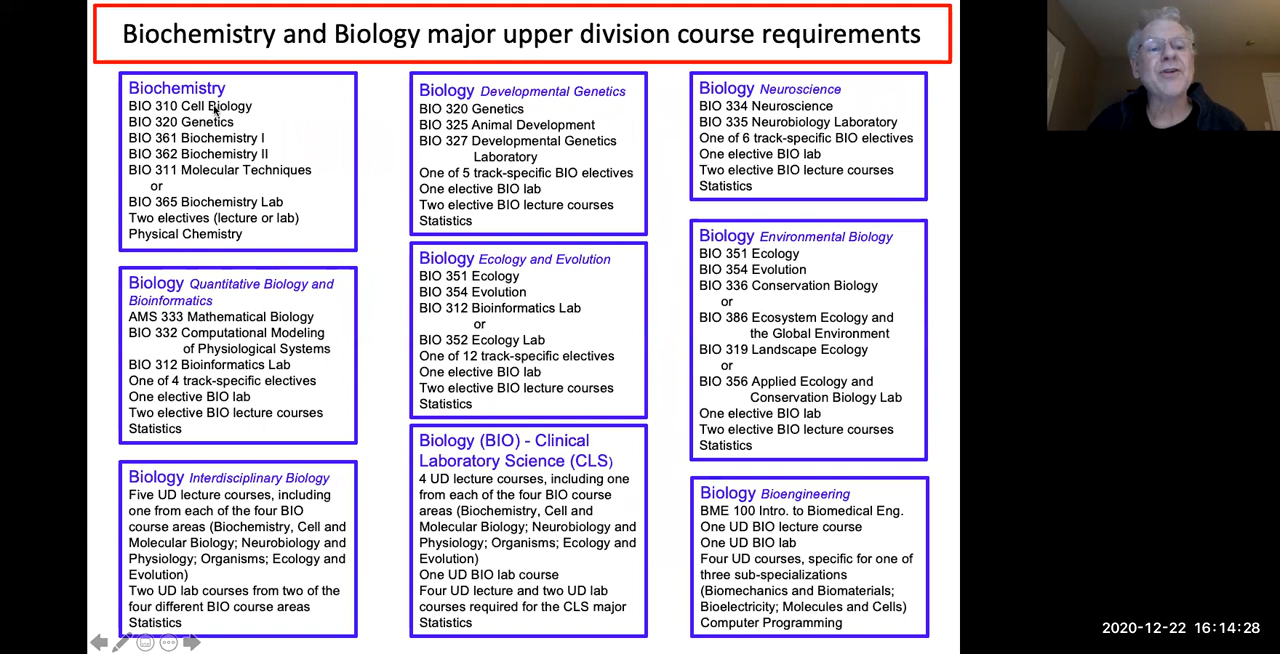 Biochemistry and Biology major upper division course requirements
Biochemistry
BIO 310 Cell Biology
BIO 320 Genetics
BIO 361 Biochemistry I
BIO 362 Biochemistry II
BIO 311 Molecular Techniques
or
BIO 365 Biochemistry Lab
Two electives (lecture or lab)
Physical Chemistry
Biology Quantitative Biology and
Bioinformatics
AMS 333 Mathematical Biology
BIO 332 Computational Modeling
of Physiological Systems
BIO 312 Bioinformatics Lab
One of 4 track-specific electives
One elective BIO lab
Two elective BIO lecture courses
Statistics
Biology Interdisciplinary Biology
Five UD lecture courses, including
one from each of the four BIO
course areas (Biochemistry, Cell and
Molecular Biology; Neurobiology and
Physiology; Organisms; Ecology and
Evolution)
Two UD lab courses from two of the
four different BIO course areas
Statistics
Biology Developmental Genetics
BIO 320 Genetics
BIO 325 Animal Development
BIO 327 Developmental Genetics
Laboratory
One of 5 track-specific BIO electives
One elective BIO lab
Two elective BIO lecture courses
Statistics
Biology Ecology and Evolution
BIO 351 Ecology
BIO 354 Evolution
BIO 312 Bioinformatics Lab
or
BIO 352 Ecology Lab
One of 12 track-specific electives
One elective BIO lab
Two elective BIO lecture courses
Statistics
Biology (BIO) - Clinical
Laboratory Science (CLS)
4 UD lecture courses, including one
from each of the four BIO course
areas (Biochemistry, Cell and
Molecular Biology; Neurobiology and
Physiology; Organisms; Ecology and
Evolution)
One UD BIO lab course
Four UD lecture and two UD lab
courses required for the CLS major
Statistics
Biology Neuroscience
BIO 334 Neuroscience
BIO 335 Neurobiology Laboratory
One of 6 track-specific BIO electives
One elective BIO lab
Two elective BIO lecture courses
Statistics
Biology Environmental Biology
BIO 351 Ecology
BIO 354 Evolution
BIO 336 Conservation Biology
or
BIO 386 Ecosystem Ecology and
the Global Environment
BIO 319 Landscape Ecology
or
BIO 356 Applied Ecology and
Conservation Biology Lab
One elective BIO lab
Two elective BIO lecture courses
Statistics
Biology Bioengineering
BME 100 Intro. to Biomedical Eng.
One UD BIO lecture course
One UD BIO lab
Four UD courses, specific for one of
three sub-specializations
(Biomechanics and Biomaterials;
Bioelectricity; Molecules and Cells)
Computer Programming
2020-12-22 16:14:28